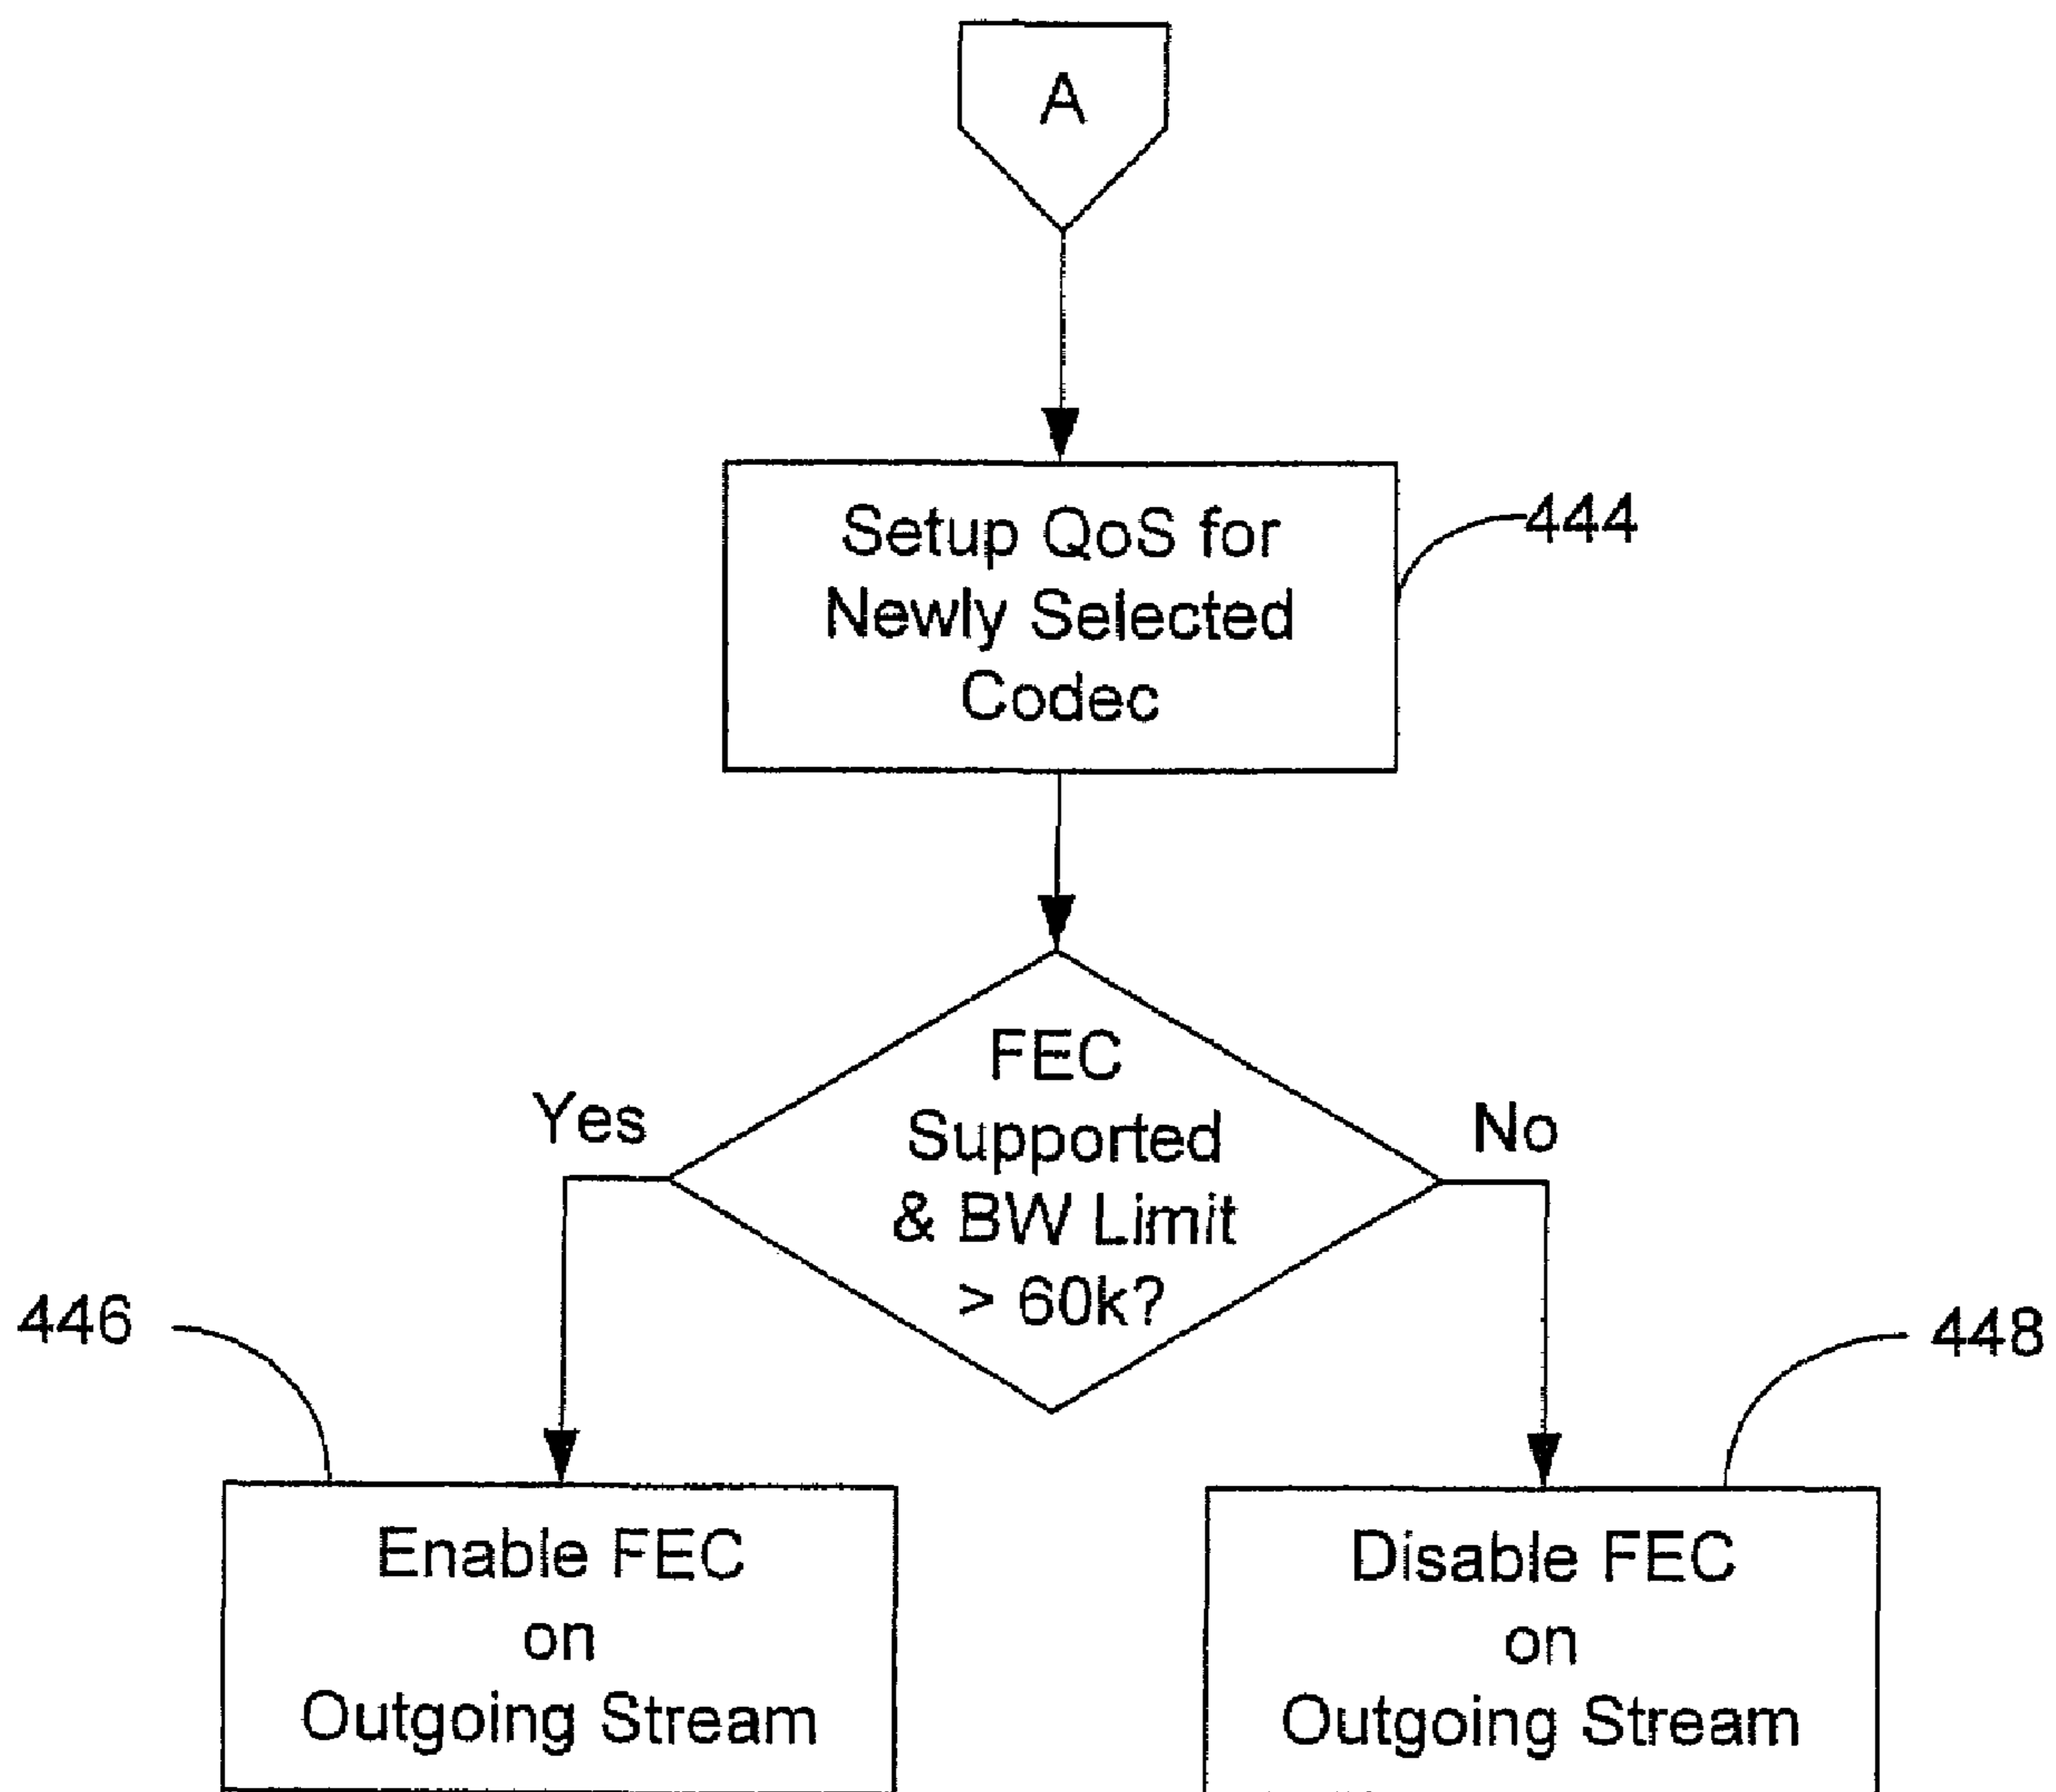 A
Setup QoS for
Newly Selected
Codec
444
FEC
Supported
& BW Limit
> 60k?
Yes
No
446
448
Enable FEC
on
Outgoing Stream
Disable FEC
on
Outgoing Stream